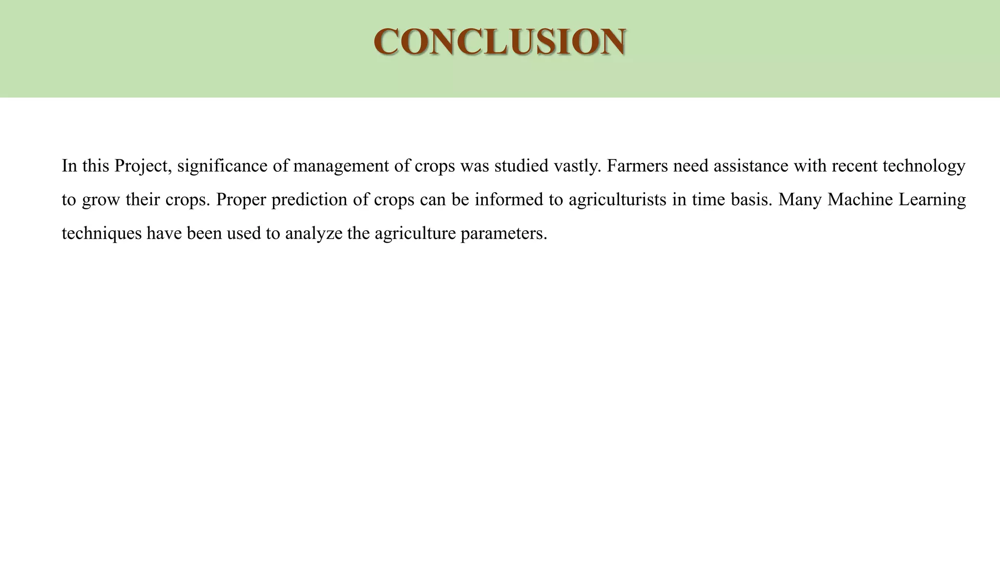 CONCLUSION
In this Project, significance of management of crops was studied vastly. Farmers need assistance with recent technology
to grow their crops. Proper prediction of crops can be informed to agriculturists in time basis. Many Machine Learning
techniques have been used to analyze the agriculture parameters.